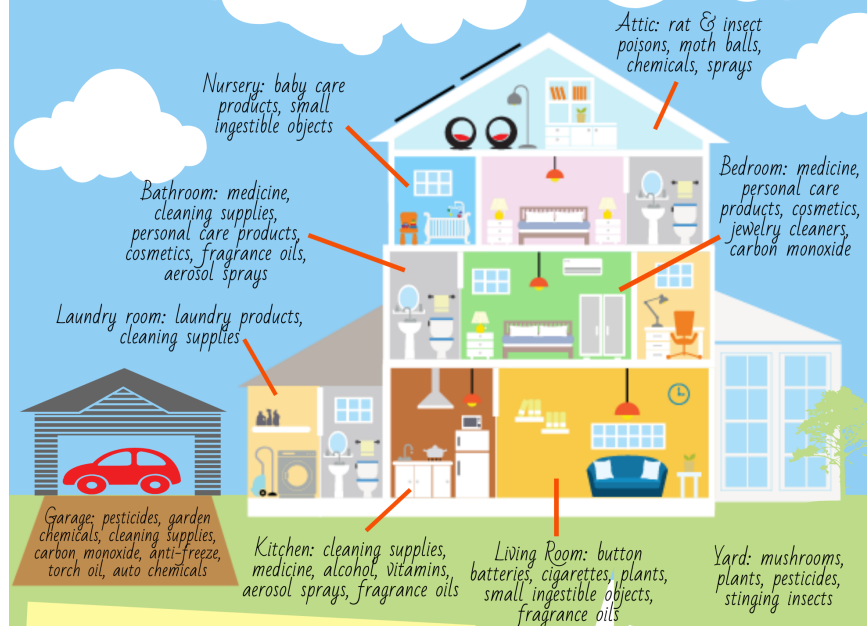 Attic: rat & insect
poisons, moth balls,
chemicals, sprays
Nursery: baby care
products, small
ingestible objects
Bedroom: medicine,
personal care
products, cosmetics,
jewelry cleaners,
carbon monoxide
Bathroom: medicine,
cleaning supplies,
personal care products,
cosmetics, fragrance oils,
aerosol sprays
Laundry room: laundry products,
cleaning supplies
Garage: pesticides, garden
chemicals, cleaning supplies,
carbon monoxide, anti-freeze,
torch oil, auto chemicals
Kitchen: cleaning supplies,
medicine, alcohol, vitamins,
aerosol sprays, fragrance oils
Living Room: button
batteries, cigarettes, plants,
small ingestible objects,
fragrance oils
Yard: mushrooms,
plants, pesticides,
stinging insects